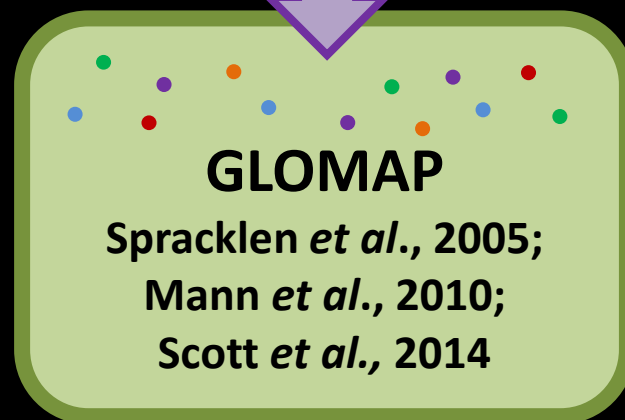 GLOMAP
Spracklen et al., 2005;
Mann et al., 2010;
Scott et al., 2014